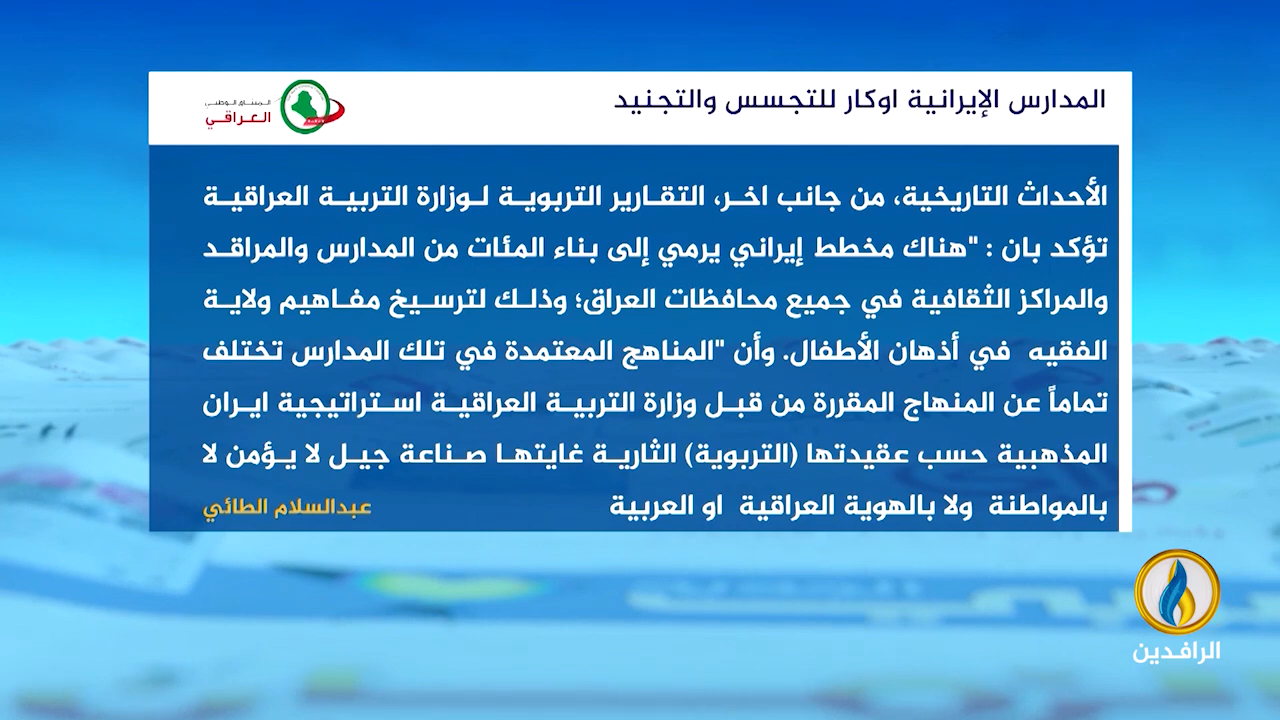 المدارس الإيرانية اوكار للتجسس والتجنيد
الميثاق الوطني
العراقي
الأحداث التاريخية، من جانب اخر، التقارير التربوية لوزارة التربية العراقية
تؤكد بان : "هناك مخطط إيراني يرمي إلى بناء المئات من المدارس والمراقد
والمراكز الثقافية في جميع محافظات العراق؛ وذلك لترسيخ مفاهيم ولاية
الفقيه في أذهان الأطفال. وأن "المناهج المعتمدة في تلك المدارس تختلف
تماماً عن المنهاج المقررة من قبل وزارة التربية العراقية استراتيجية ايران
المذهبية حسب عقيدتها (التربوية) الثارية غايتها صناعة جيل لا يؤمن لا
بالمواطنة ولا بالهوية العراقية او العربية
عبدالسلام الطائي
الرافدين